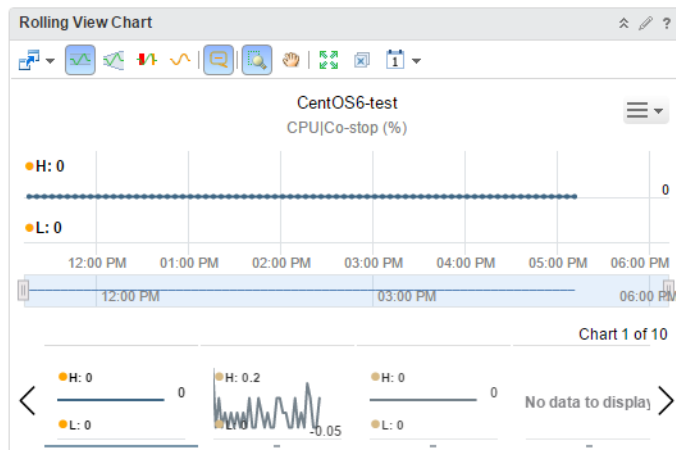 Rolling View Chart ?
1
CentOS6-test
CPU|Co-stop (%)
H: 0
0
L: 0
12:00 PM 01:00 PM 02:00 PM 03:00 PM 04:00 PM 05:00 PM 06:00 PM
12:00 PM 03:00 PM 06:00 PM
Chart 1 of 10
H: 0 H: 0.2 H: 0
0 0 No data to display
L: 0 L: 0 -0.05 L: 0